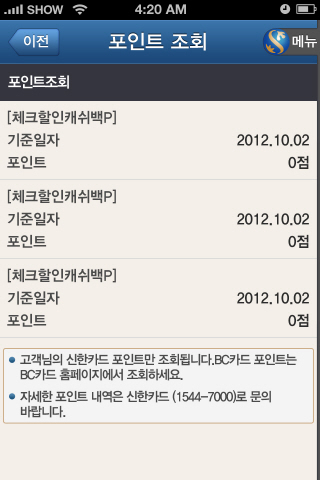 SHOW 4:20 AM
이전 포인트 조회 메뉴
포인트조회
[체크할인캐쉬백P]
기준일자 2012.10.02
포인트 0점
[체크할인캐쉬백P]
기준일자 2012.10.02
포인트 0점
[체크할인캐쉬백P]
기준일자 2012.10.02
포인트 0점
고객님의 신한카드 포인트만 조회됩니다.BC카드 포인트는
BC카드 홈페이지에서 조회하세요.
자세한 포인트 내역은 신한카드 (1544-7000)로 문의
바랍니다.